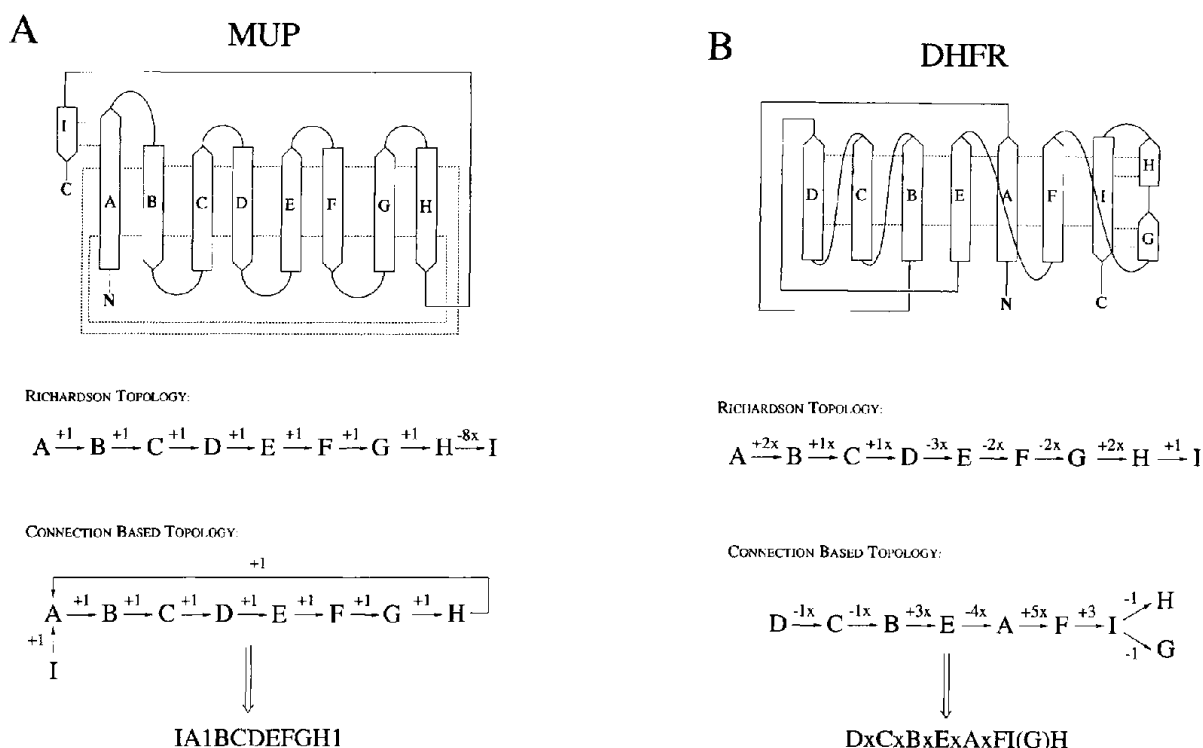 A
MUP
I
C
A
B
C
D
E
F
G
H
N
RICHARDSON TOPOLOGY:
A +1 B +1 C +1 D +1 E +1 F +1 G +1 H -8x I
CONNECTION BASED TOPOLOGY:
+1
A +1 B +1 C +1 D +1 E +1 F +1 G +1 H
+1
I
IA1BCDEFGH1
B
DHFR
D
C
B
E
A
F
I
H
G
N
C
RICHARDSON TOPOLOGY:
A +2x B +1x C +1x D -3x E -2x F -2x G +2x H +1 I
CONNECTION BASED TOPOLOGY:
D -1x C -1x B +3x E -4x A +5x F +3 I -1 H
-1 G
DxCxBxExAxFI(G)H